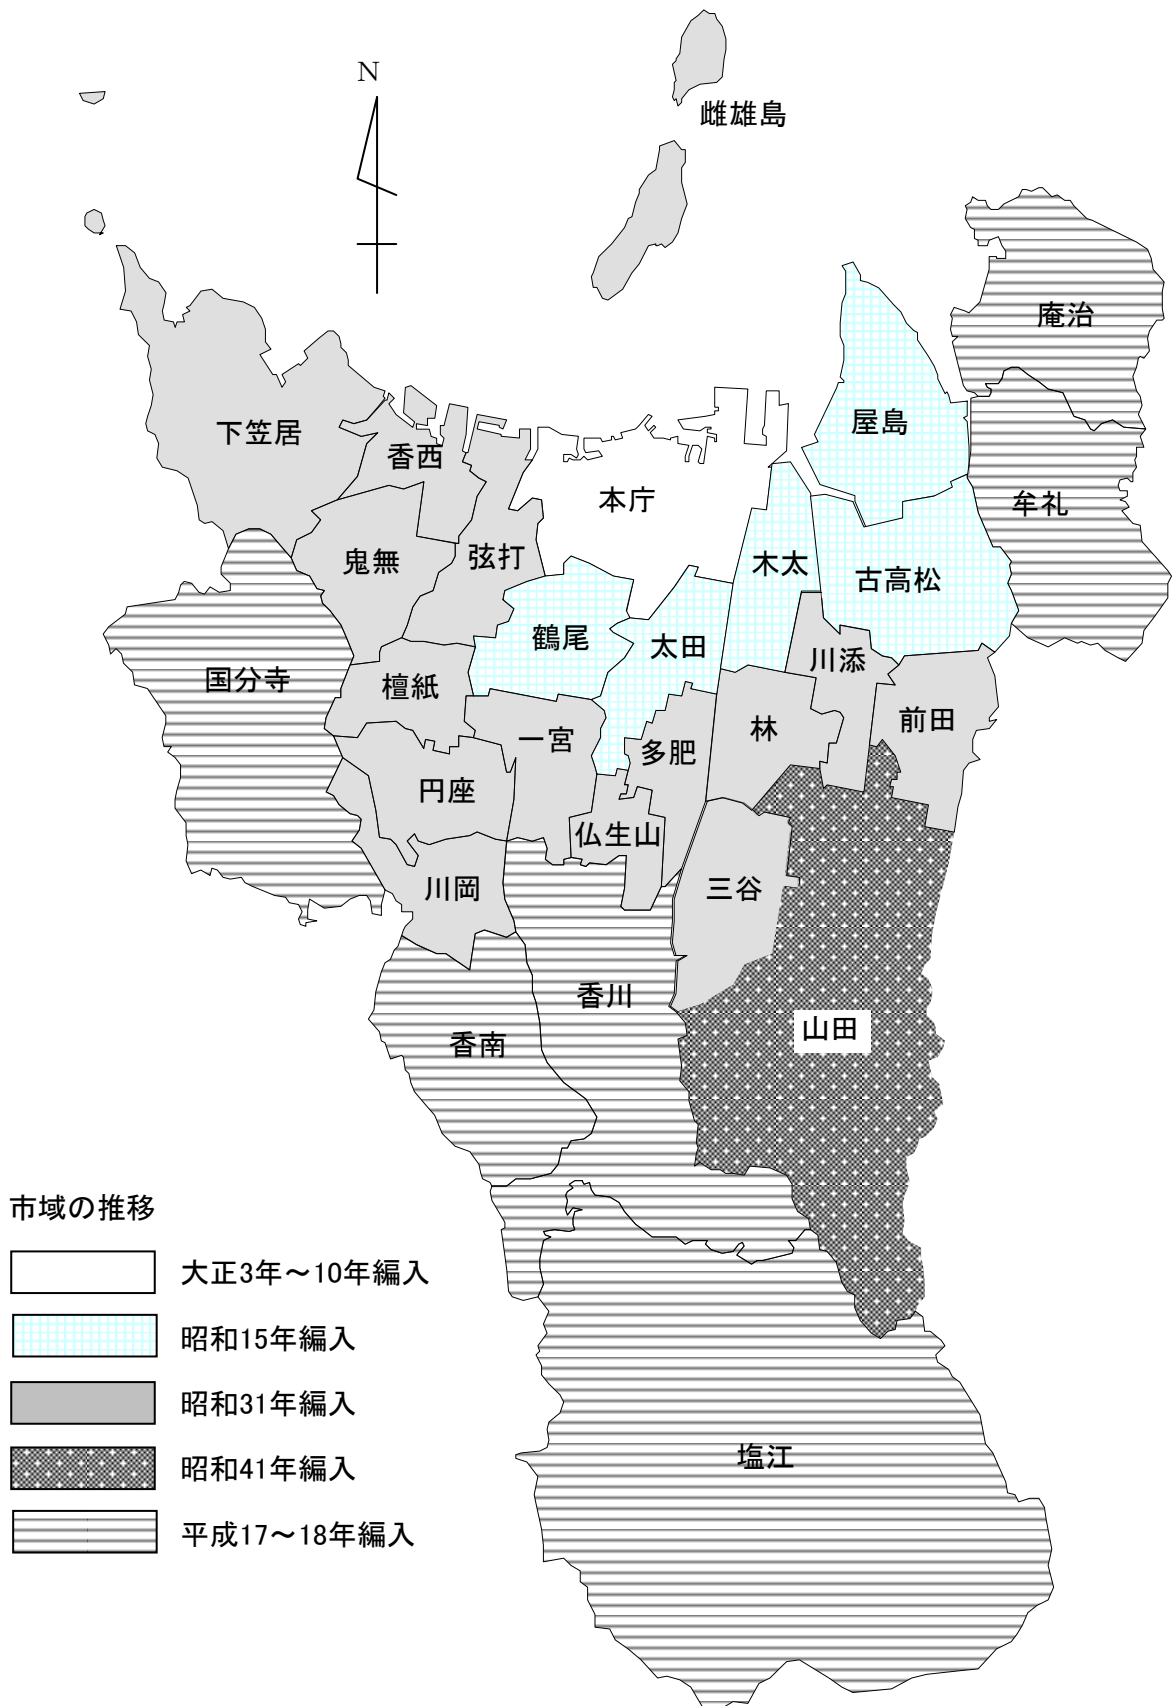 N
雌雄島
庵治
屋島
下笠居
香西
本庁
牟礼
弦打
鬼無
木太
古高松
鶴尾
太田
川添
国分寺
檀紙
前田
一宮
林
多肥
円座
仏生山
川岡
三谷
香川
山田
香南
塩江
市域の推移
大正3年～10年編入
昭和15年編入
昭和31年編入
昭和41年編入
平成17～18年編入